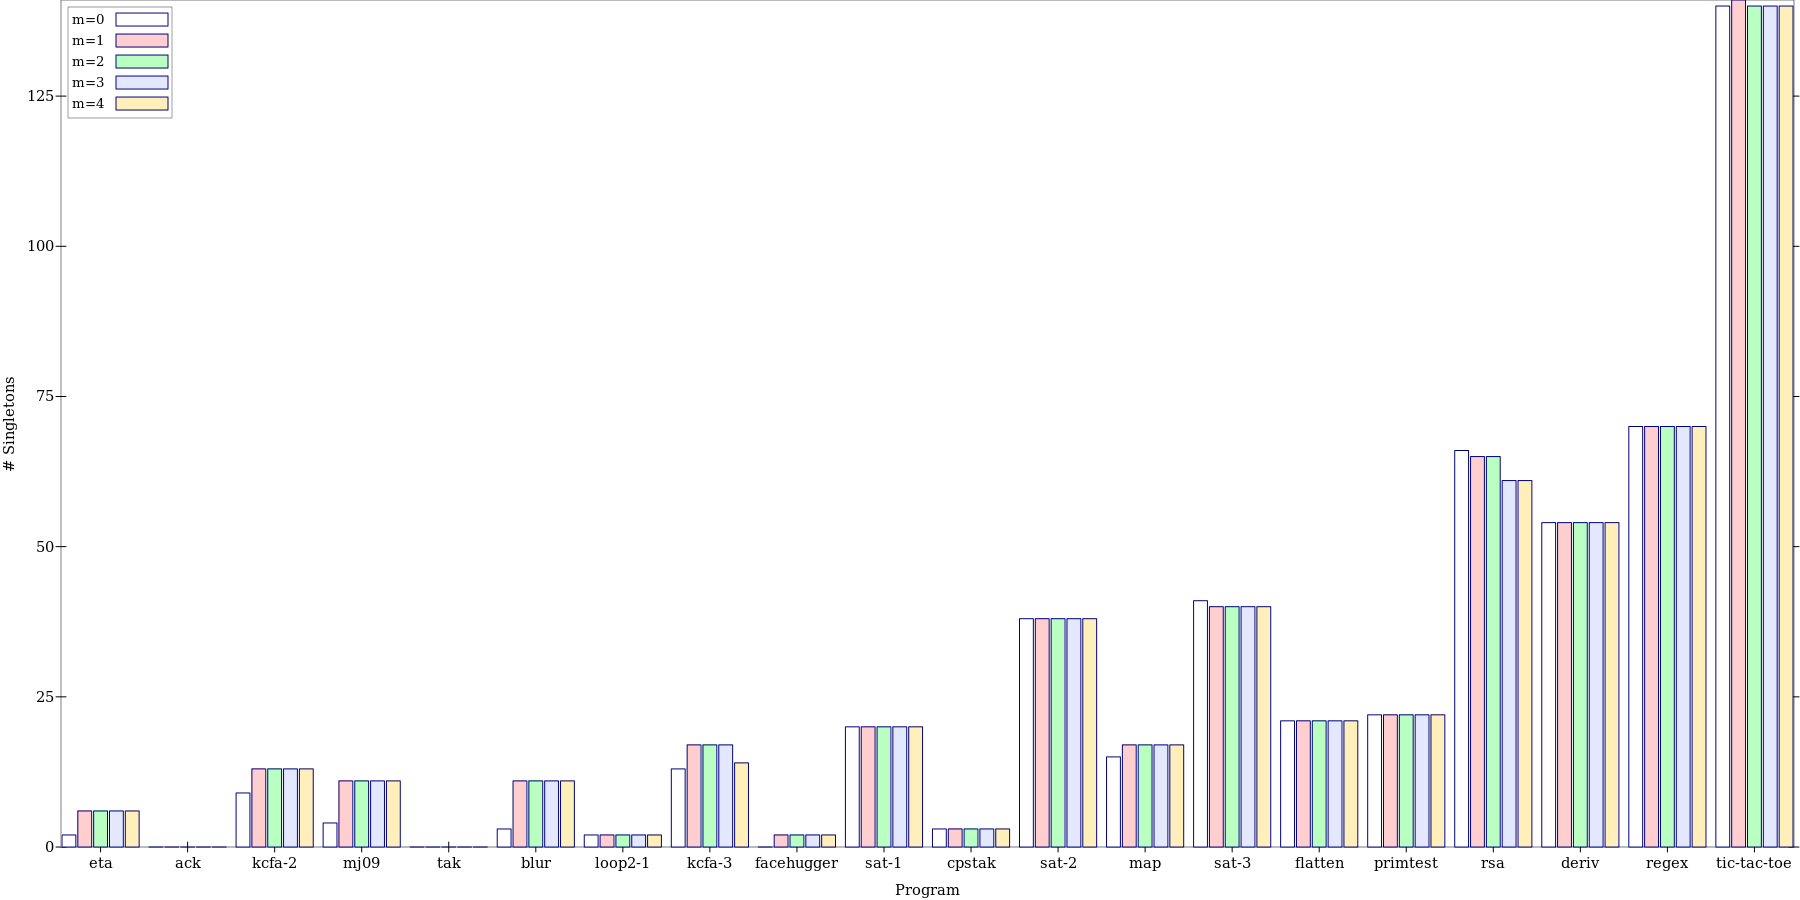 m=0
m=1
m=2
m=3
m=4
125
100
75
50
25
0
# Singletons
eta ack kcfa-2 mj09 tak blur loop2-1 kcfa-3 facehugger sat-1 cpstak sat-2 map sat-3 flatten primtest rsa deriv regex tic-tac-toe
Program